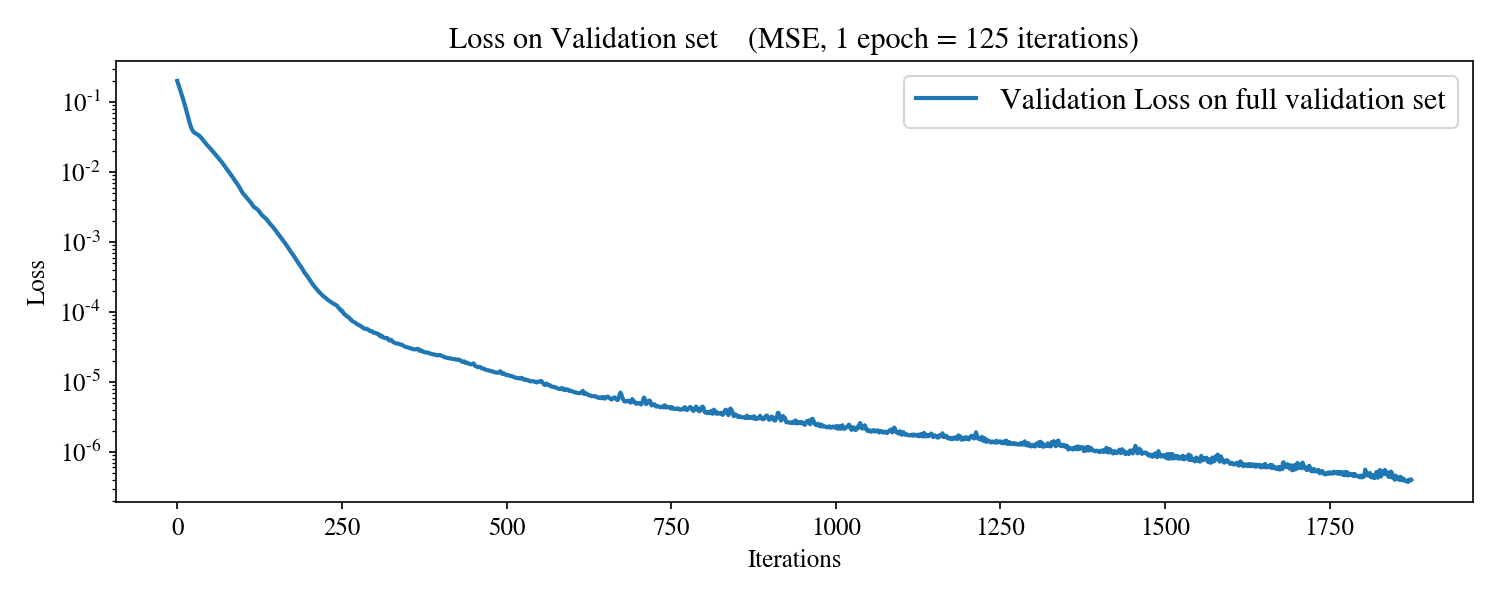 Loss on Validation set (MSE, 1 epoch = 125 iterations)
Validation Loss on full validation set
10⁻¹
10⁻²
10⁻³
10⁻⁴
10⁻⁵
10⁻⁶
Loss
0 250 500 750 1000 1250 1500 1750
Iterations